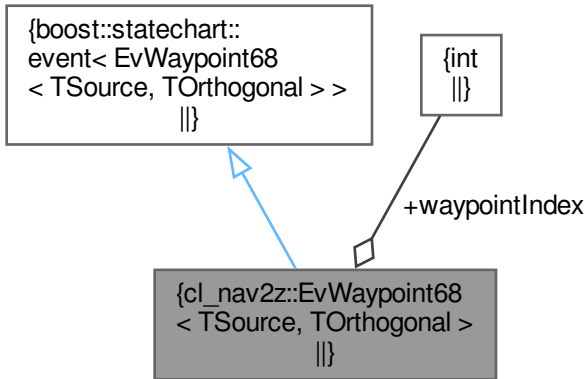 {boost::statechart::
event< EvWaypoint68
< TSource, TOrthogonal > >
||}
{int
||}
+waypointIndex
{cl_nav2z::EvWaypoint68
< TSource, TOrthogonal >
||}